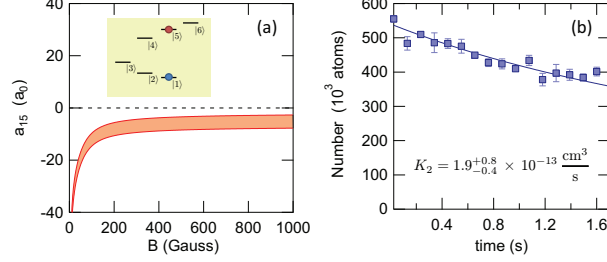 (a)
|6⟩
|5⟩
|4⟩
|3⟩
|2⟩
|1⟩
a₁₅ (a₀)
40
20
0
-20
-40
0 200 400 600 800 1000
B (Gauss)
(b)
Number (10³ atoms)
600
500
400
300
200
100
0
K₂ = 1.9⁺⁰·⁸₋₀.₄ × 10⁻¹³ cm³/s
0.4 0.8 1.2 1.6
time (s)